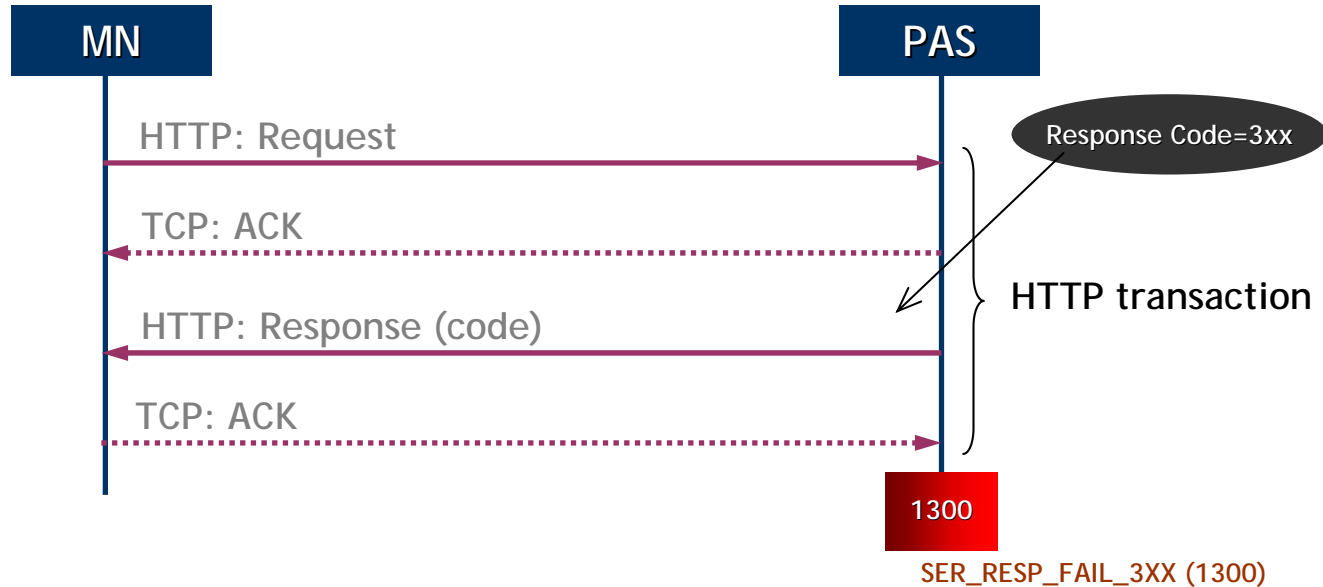 MN
PAS
HTTP: Request
Response Code=3xx
TCP: ACK
HTTP transaction
HTTP: Response (code)
TCP: ACK
1300
SER_RESP_FAIL_3XX (1300)